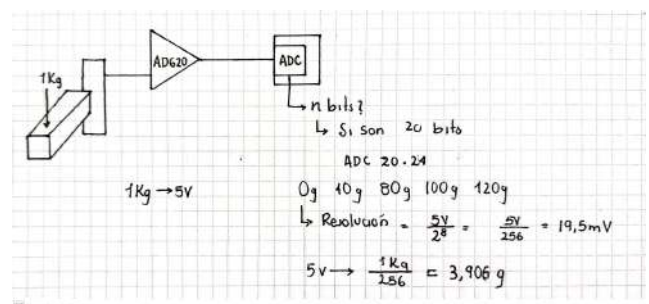 1Kg
AD620
ADC
n bits?
Si son 20 bits
ADC 20-24
1Kg → 5V
0g 40g 80g 100g 120g
Resolución = 5V/2⁸ = 5V/256 = 19,5mV
5V → 1Kg/256 = 3,906 g